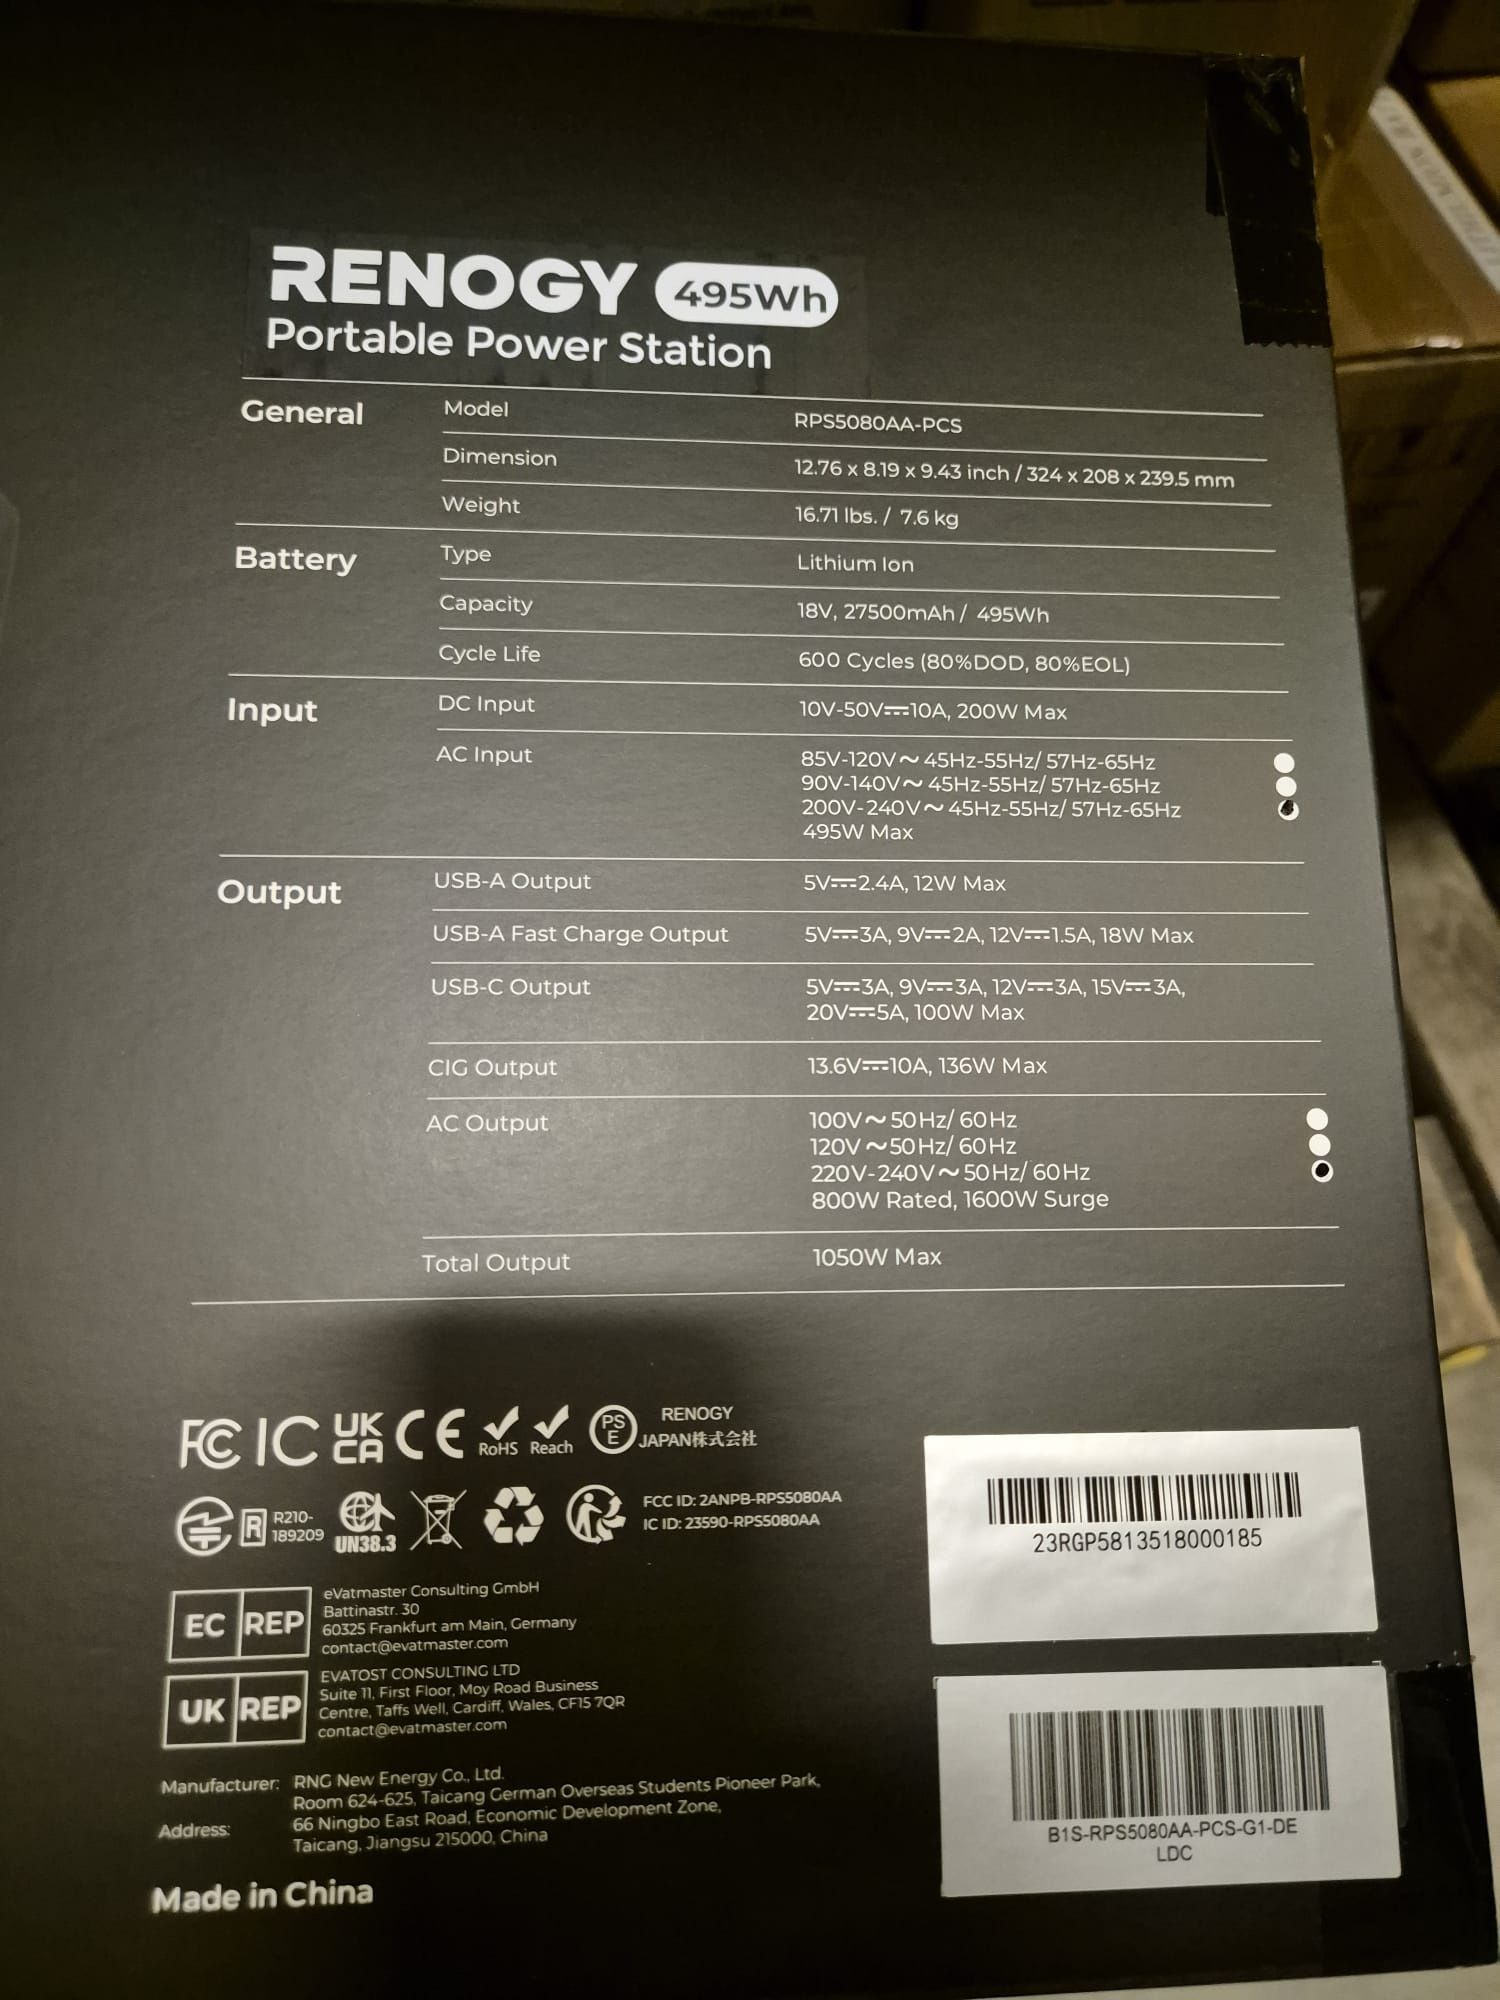 RENOGY 495Wh
Portable Power Station
General
Model RPS5080AA-PCS
Dimension 12.76 x 8.19 x 9.43 inch / 324 x 208 x 239.5 mm
Weight 16.71 lbs. / 7.6 kg
Battery
Type Lithium Ion
Capacity 18V, 27500mAh / 495Wh
Cycle Life 600 Cycles (80%DOD, 80%EOL)
Input
DC Input 10V-50V⎓10A, 200W Max
AC Input 85V-120V～45Hz-55Hz/ 57Hz-65Hz
90V-140V～45Hz-55Hz/ 57Hz-65Hz
200V-240V～45Hz-55Hz/ 57Hz-65Hz
495W Max
Output
USB-A Output 5V⎓2.4A, 12W Max
USB-A Fast Charge Output 5V⎓3A, 9V⎓2A, 12V⎓1.5A, 18W Max
USB-C Output 5V⎓3A, 9V⎓3A, 12V⎓3A, 15V⎓3A,
20V⎓5A, 100W Max
CIG Output 13.6V⎓10A, 136W Max
AC Output 100V～50Hz/ 60Hz
120V～50Hz/ 60Hz
220V-240V～50Hz/ 60Hz
800W Rated, 1600W Surge
Total Output 1050W Max
FC IC UK CA CE RoHS Reach PS E RENOGY
JAPAN株式会社
R R210-
189209
UN38.3
FCC ID: 2ANPB-RPS5080AA
IC ID: 23590-RPS5080AA
EC REP
eVatmaster Consulting GmbH
Battinastr. 30
60325 Frankfurt am Main, Germany
contact@evatmaster.com
UK REP
EVATOST CONSULTING LTD
Suite 11, First Floor, Moy Road Business
Centre, Taffs Well, Cardiff, Wales, CF15 7QR
contact@evatmaster.com
Manufacturer: RNG New Energy Co., Ltd.
Address: Room 624-625, Taicang German Overseas Students Pioneer Park,
66 Ningbo East Road, Economic Development Zone,
Taicang, Jiangsu 215000, China
Made in China
23RGP5813518000185
B1S-RPS5080AA-PCS-G1-DE
LDC